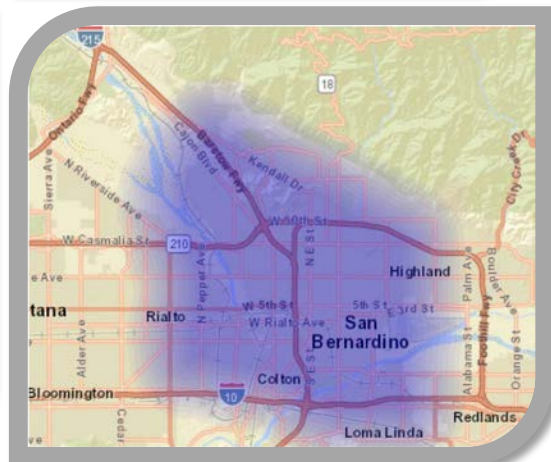 215
18
Ontario Fwy
Barstow Fwy
Cajon Blvd
Kendall Dr
City Creek Dr
Sierra Ave
N Riverside Ave
W Casmalia St
210
N Pepper Ave
N E St
Highland
Palm Ave
Boulder Ave
e Ave
tana
Rialto
W 5th St
5th St
E 3rd St
W Rialto Ave
San
Bernardino
Foothill Fwy
Alder Ave
Alabama St
Orange St
Bloomington
Cedar
10
Colton
S E St
Redlands
Loma Linda
ve